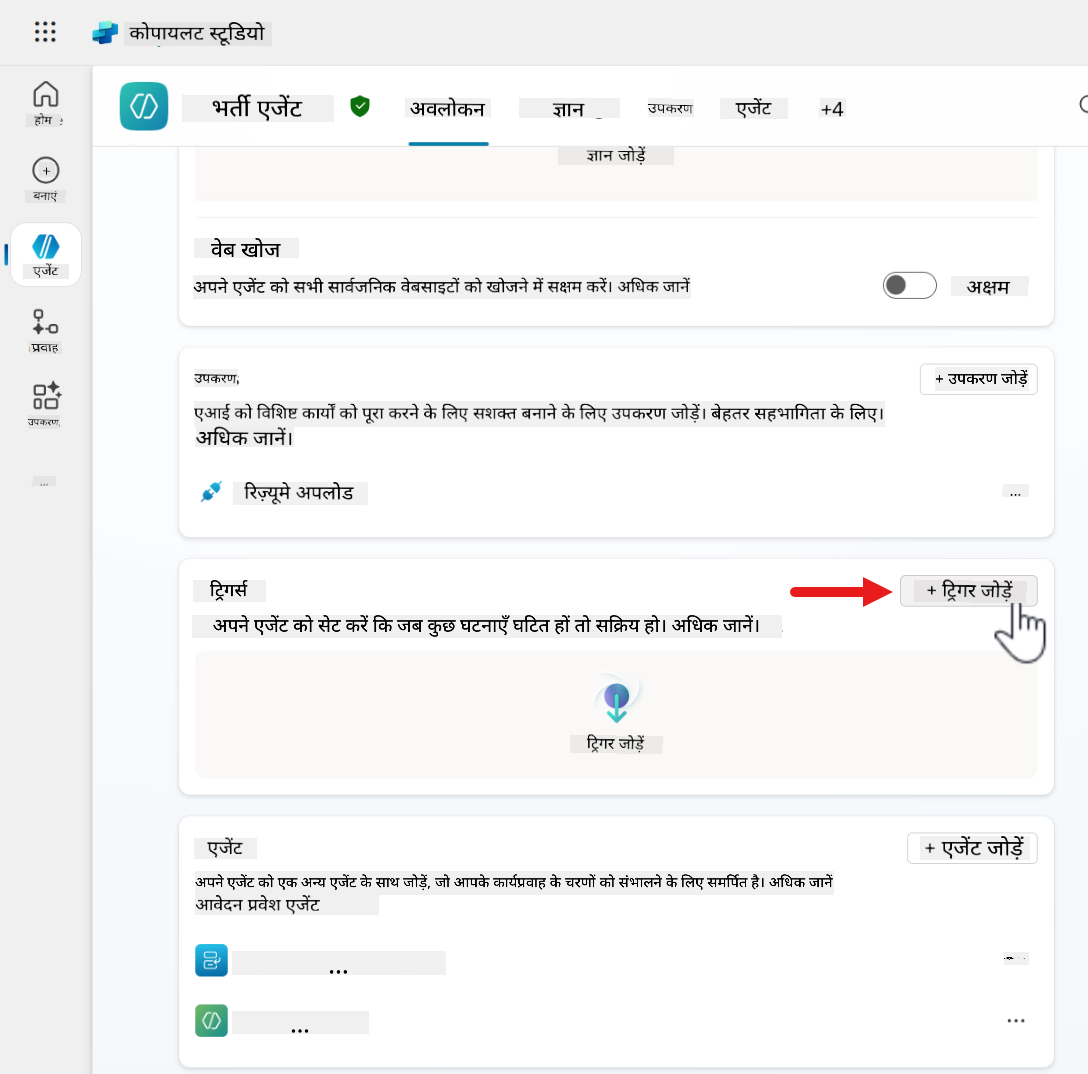 कोपायलट स्टूडियो
होम
बनाएं
एजेंट
प्रवाह
उपकरण,
...
भर्ती एजेंट
अवलोकन
ज्ञान
उपकरण
एजेंट
+4
ज्ञान जोड़ें
वेब खोज
अपने एजेंट को सभी सार्वजनिक वेबसाइटों को खोजने में सक्षम करें। अधिक जानें
अक्षम
उपकरण,
+ उपकरण जोड़ें
एआई को विशिष्ट कार्यों को पूरा करने के लिए सशक्त बनाने के लिए उपकरण जोड़ें। बेहतर सहभागिता के लिए।
अधिक जानें।
रिज़्यूमे अपलोड
...
ट्रिगर्स
+ ट्रिगर जोड़ें
अपने एजेंट को सेट करें कि जब कुछ घटनाएँ घटित हों तो सक्रिय हो। अधिक जानें।
ट्रिगर जोड़ें
एजेंट
+ एजेंट जोड़ें
अपने एजेंट को एक अन्य एजेंट के साथ जोड़ें, जो आपके कार्यप्रवाह के चरणों को संभालने के लिए समर्पित है। अधिक जानें
आवेदन प्रवेश एजेंट
...
...
...